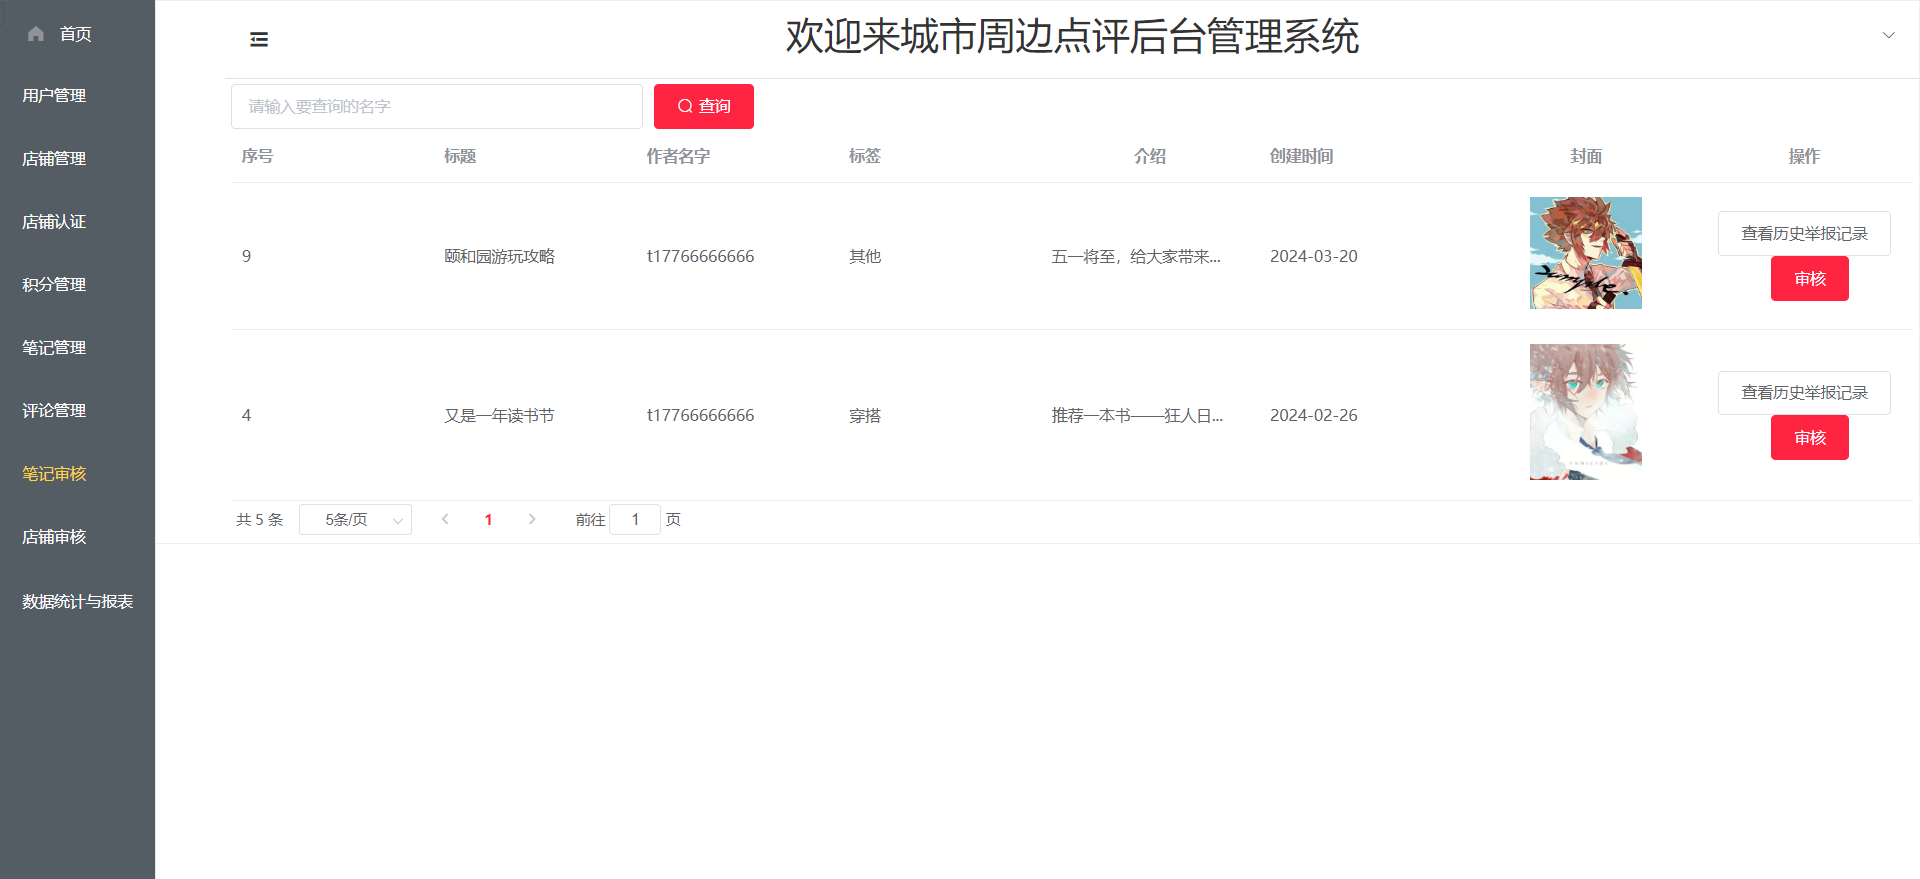 首页
用户管理
店铺管理
店铺认证
积分管理
笔记管理
评论管理
笔记审核
店铺审核
数据统计与报表
欢迎来城市周边点评后台管理系统
请输入要查询的名字 查询
序号 标题 作者名字 标签 介绍 创建时间 封面 操作
9 颐和园游玩攻略 t17766666666 其他 五一将至，给大家带来... 2024-03-20 查看历史举报记录
审核
4 又是一年读书节 t17766666666 穿搭 推荐一本书——狂人日... 2024-02-26 查看历史举报记录
审核
共 5 条 5条/页 1 前往 1 页